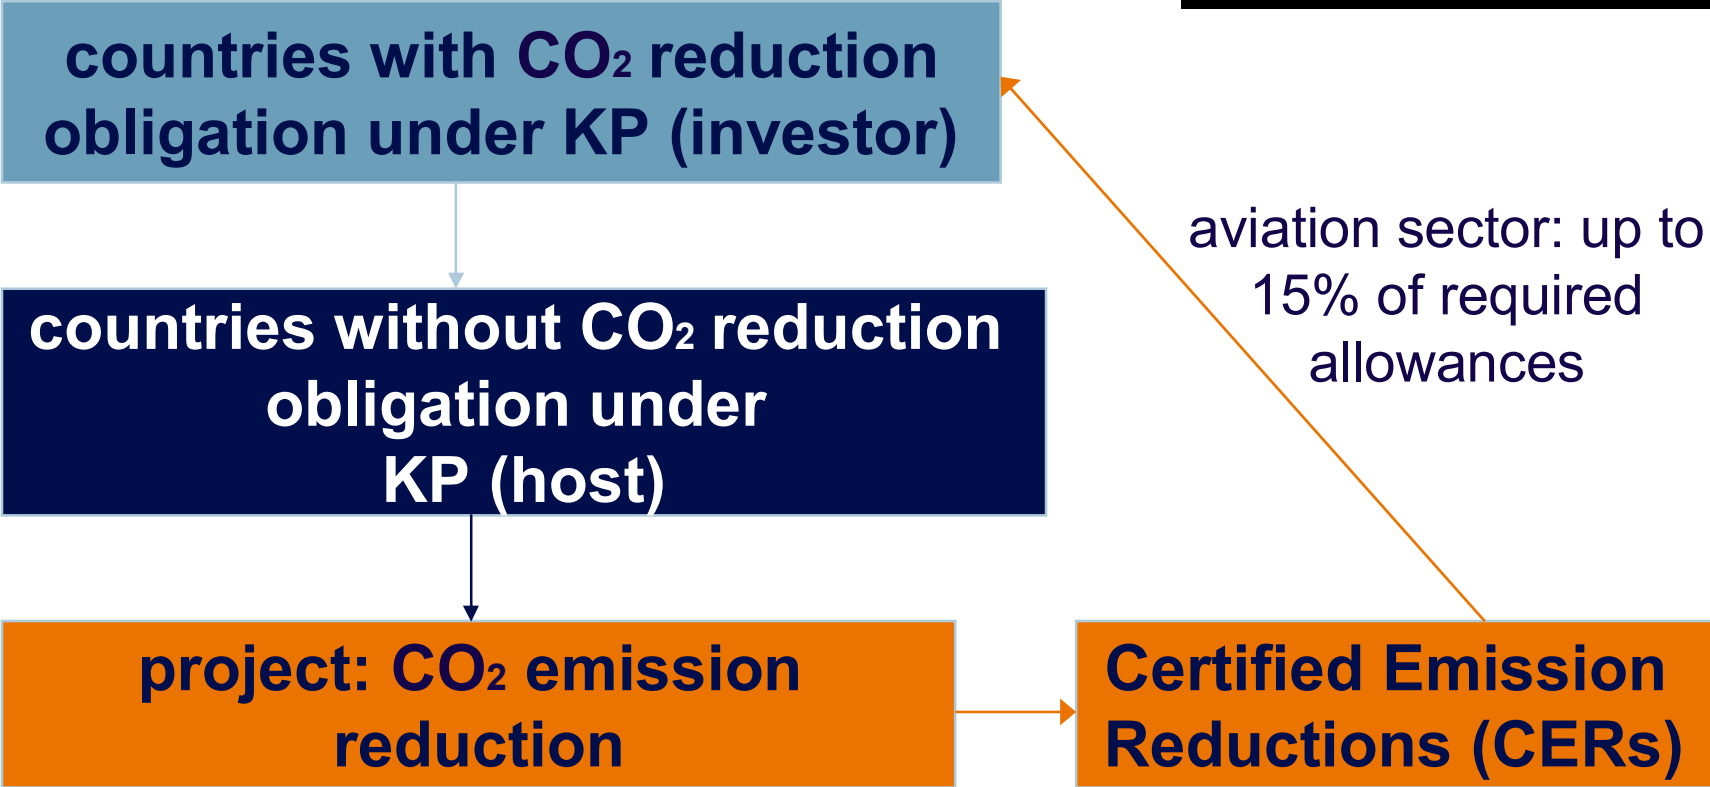 countries with CO₂ reduction
obligation under KP (investor)
aviation sector: up to
15% of required
allowances
countries without CO₂ reduction
obligation under
KP (host)
project: CO₂ emission
reduction
Certified Emission
Reductions (CERs)